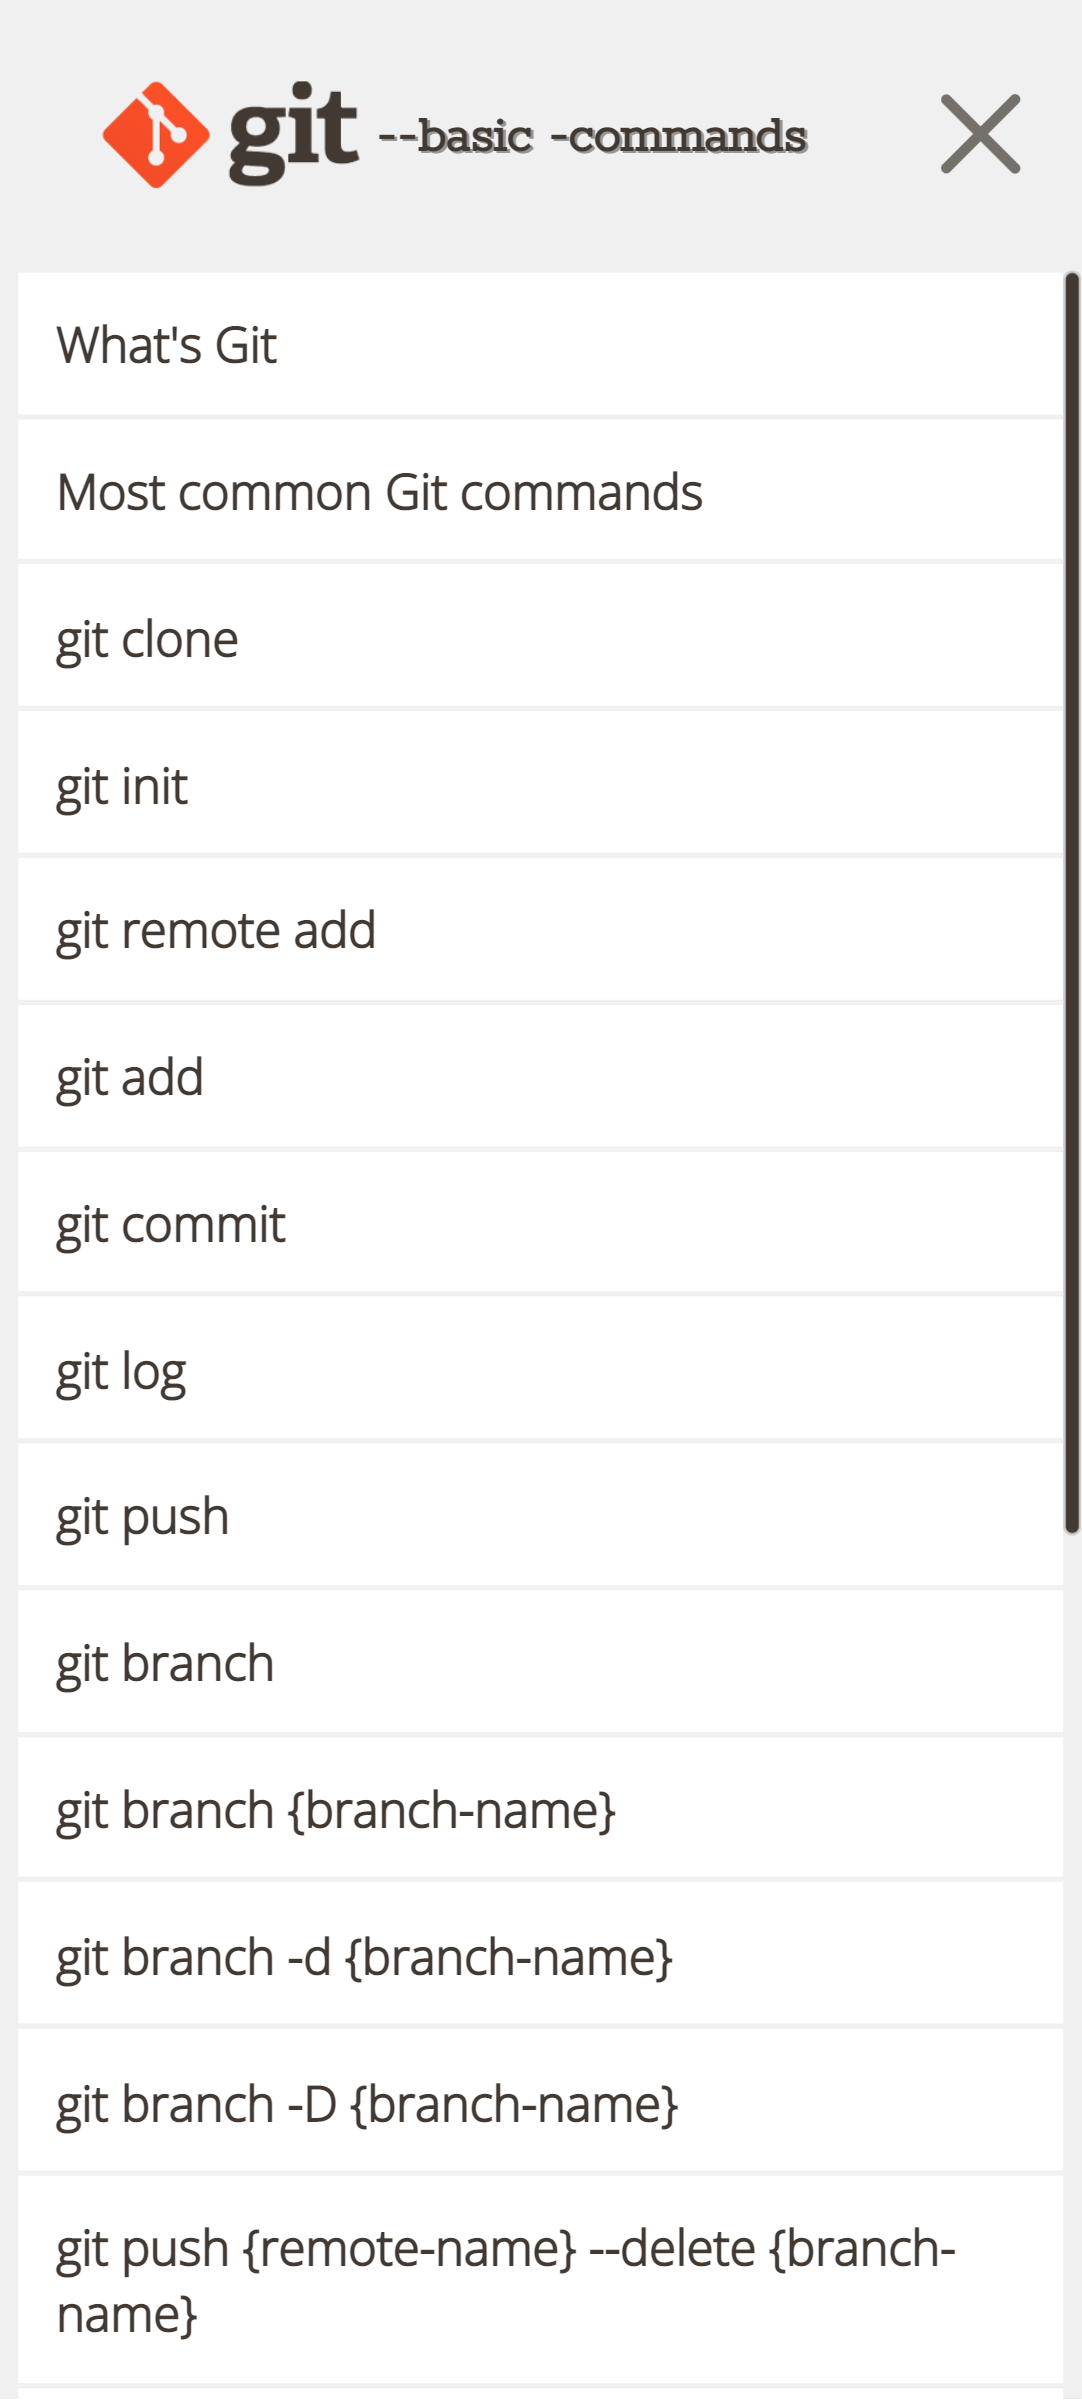 git --basic -commands
What's Git
Most common Git commands
git clone
git init
git remote add
git add
git commit
git log
git push
git branch
git branch {branch-name}
git branch -d {branch-name}
git branch -D {branch-name}
git push {remote-name} --delete {branch-
name}